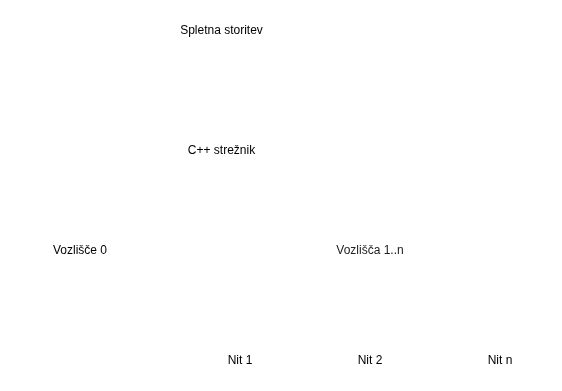 Spletna storitev
C++ strežnik
Vozlišče 0
Vozlišča 1..n
Nit 1
Nit 2
Nit n